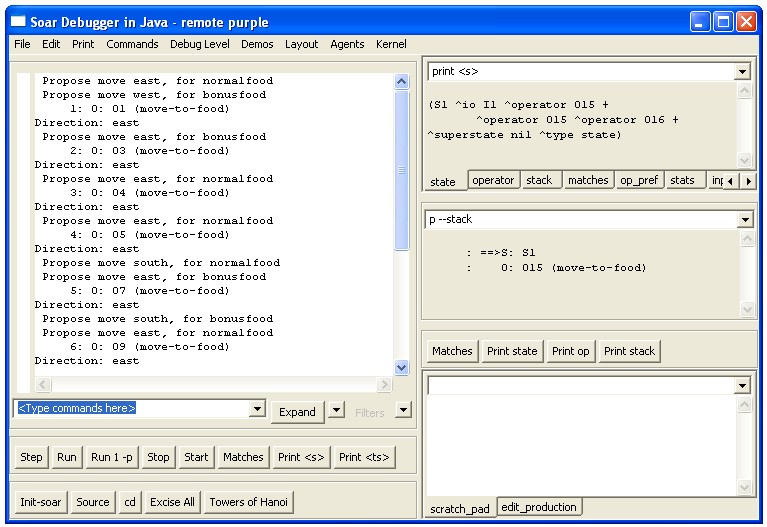 Soar Debugger in Java - remote purple
File Edit Print Commands Debug Level Demos Layout Agents Kernel
Propose move east, for normalfood
Propose move west, for bonusfood
1: O: O1 (move-to-food)
Direction: east
Propose move east, for bonusfood
2: O: O3 (move-to-food)
Direction: east
Propose move east, for normalfood
3: O: O4 (move-to-food)
Direction: east
Propose move east, for normalfood
4: O: O5 (move-to-food)
Direction: east
Propose move south, for normalfood
Propose move east, for bonusfood
5: O: O7 (move-to-food)
Direction: east
Propose move south, for bonusfood
Propose move east, for normalfood
6: O: O9 (move-to-food)
Direction: east
<Type commands here>
Expand
Filters
Step Run Run 1 -p Stop Start Matches Print <s> Print <ts>
Init-soar Source cd Excise All Towers of Hanoi
print <s>
(S1 ^io I1 ^operator O15 +
^operator O15 ^operator O16 +
^superstate nil ^type state)
state operator stack matches op_pref stats
p --stack
: ==>S: S1
: O: O15 (move-to-food)
Matches Print state Print op Print stack
scratch_pad edit_production